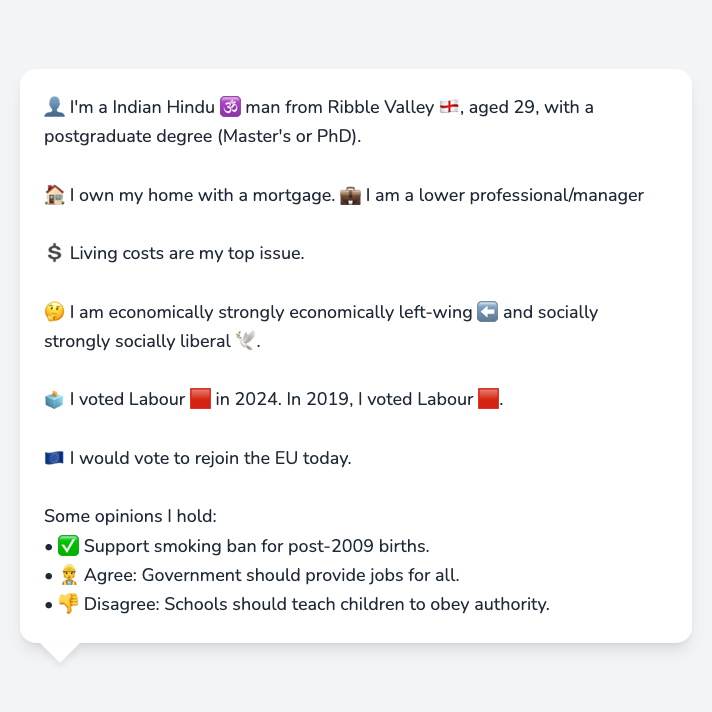 👤 I'm a Indian Hindu 🕉️ man from Ribble Valley 🏴󠁧󠁢󠁥󠁮󠁧󠁿, aged 29, with a
postgraduate degree (Master's or PhD).
🏠 I own my home with a mortgage. 💼 I am a lower professional/manager
💲 Living costs are my top issue.
🤔 I am economically strongly economically left-wing ⬅️ and socially
strongly socially liberal 🕊️.
🗳️ I voted Labour 🟥 in 2024. In 2019, I voted Labour 🟥.
🇪🇺 I would vote to rejoin the EU today.
Some opinions I hold:
• ✅ Support smoking ban for post-2009 births.
• 👷 Agree: Government should provide jobs for all.
• 👎 Disagree: Schools should teach children to obey authority.